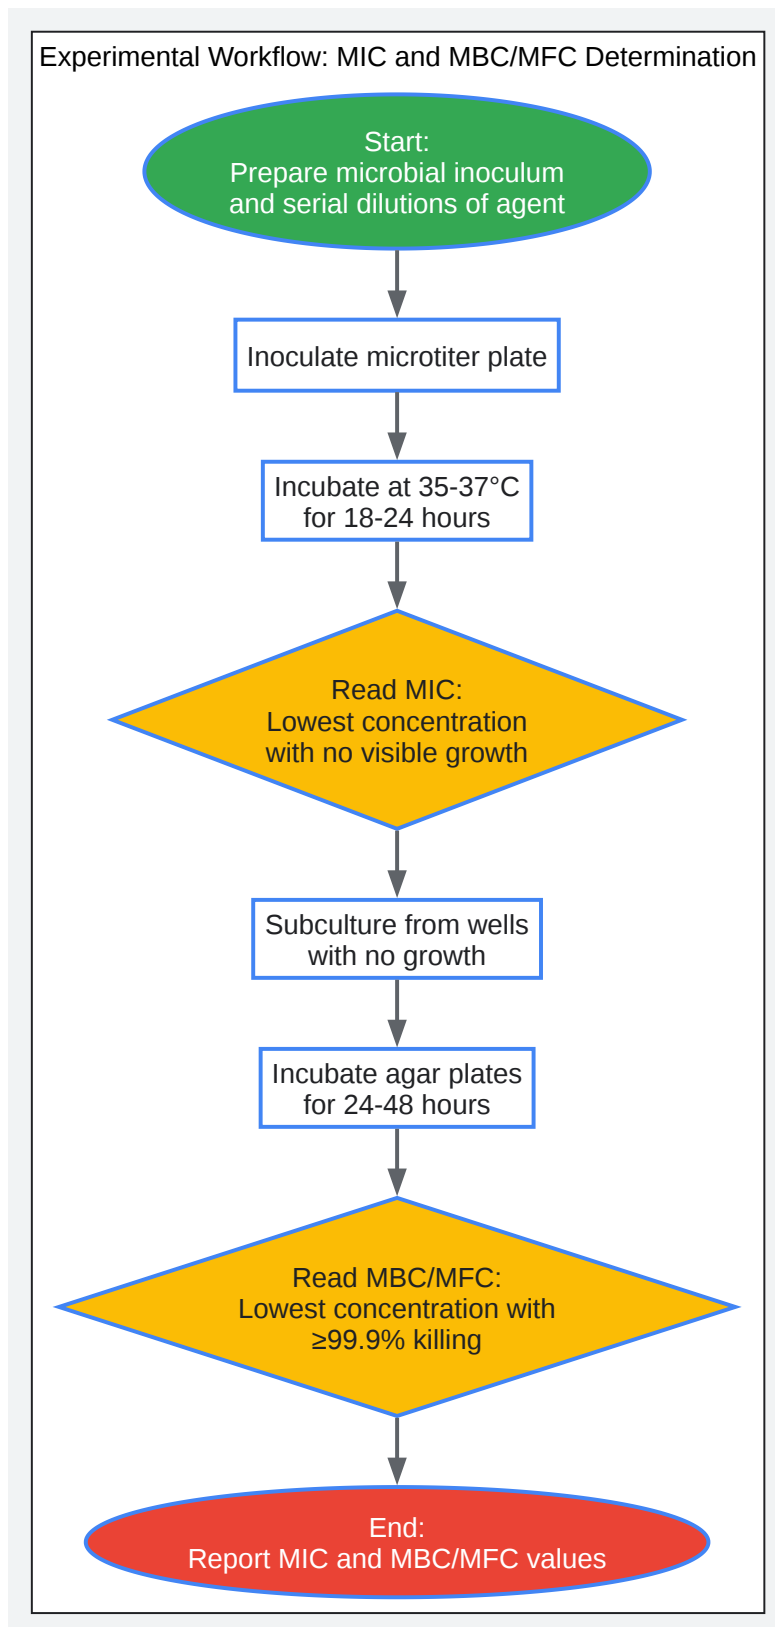 Experimental Workflow: MIC and MBC/MFC Determination
Start:
Prepare microbial inoculum
and serial dilutions of agent
Inoculate microtiter plate
Incubate at 35-37°C
for 18-24 hours
Read MIC:
Lowest concentration
with no visible growth
Subculture from wells
with no growth
Incubate agar plates
for 24-48 hours
Read MBC/MFC:
Lowest concentration with
≥99.9% killing
End:
Report MIC and MBC/MFC values